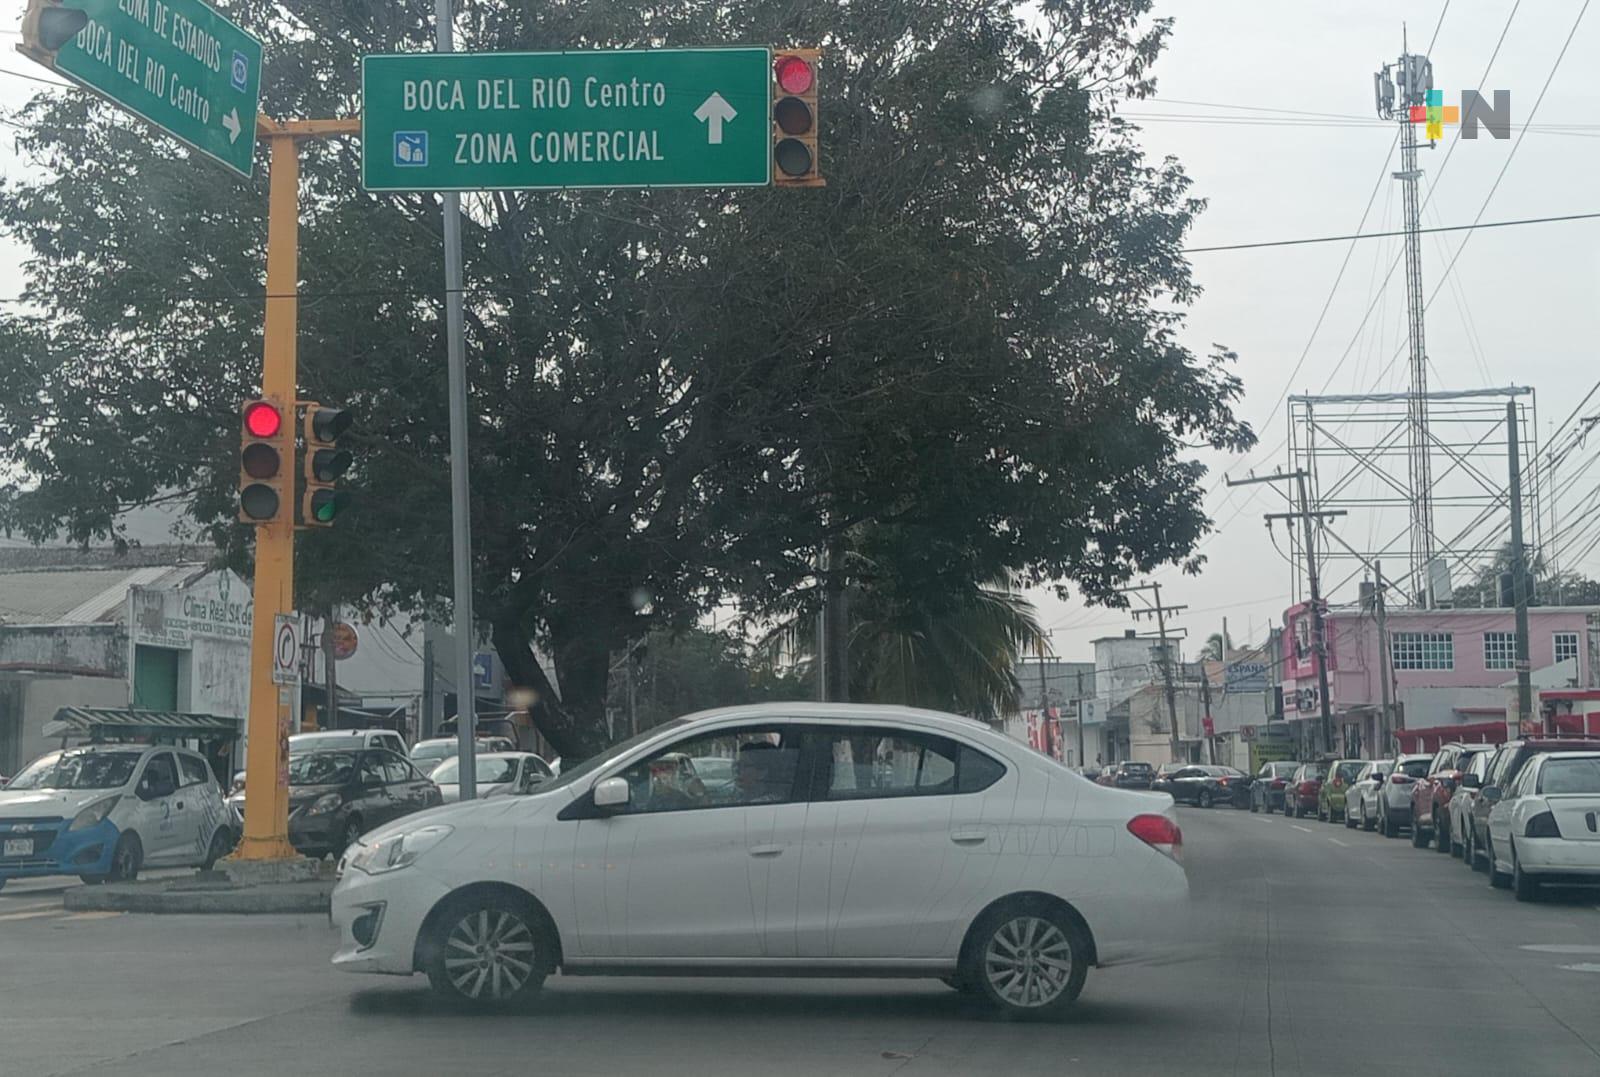 ZONA DE ESTADIOS
BOCA DEL RIO Centro
BOCA DEL RIO Centro
ZONA COMERCIAL
+N
Clima Real SA de
ESPAÑA